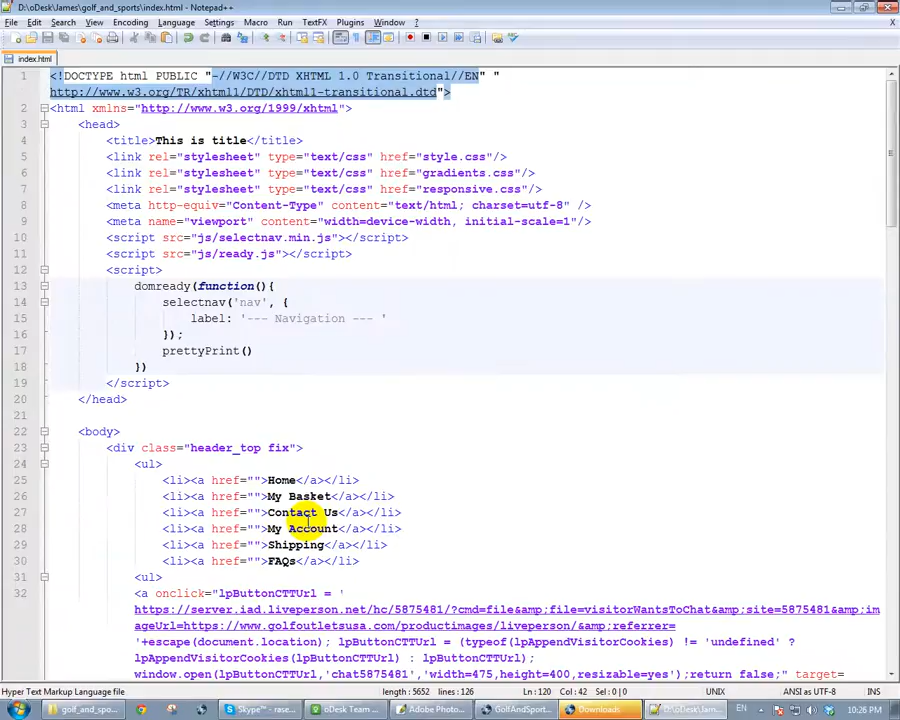 D:\oDesk\James\golf_and_sports\index.html - Notepad++
File Edit Search View Encoding Language Settings Macro Run TextFX Plugins Window ? X
index.html
1 <!DOCTYPE html PUBLIC "-//W3C//DTD XHTML 1.0 Transitional//EN" "
http://www.w3.org/TR/xhtml1/DTD/xhtml1-transitional.dtd">
2 <html xmlns="http://www.w3.org/1999/xhtml">
3 <head>
4 <title>This is title</title>
5 <link rel="stylesheet" type="text/css" href="style.css"/>
6 <link rel="stylesheet" type="text/css" href="gradients.css"/>
7 <link rel="stylesheet" type="text/css" href="responsive.css"/>
8 <meta http-equiv="Content-Type" content="text/html; charset=utf-8" />
9 <meta name="viewport" content="width=device-width, initial-scale=1"/>
10 <script src="js/selectnav.min.js"></script>
11 <script src="js/ready.js"></script>
12 <script>
13 domready(function(){
14 selectnav('nav', {
15 label: '--- Navigation --- '
16 });
17 prettyPrint()
18 })
19 </script>
20 </head>
21
22 <body>
23 <div class="header_top fix">
24 <ul>
25 <li><a href="">Home</a></li>
26 <li><a href="">My Basket</a></li>
27 <li><a href="">Contact Us</a></li>
28 <li><a href="">My Account</a></li>
29 <li><a href="">Shipping</a></li>
30 <li><a href="">FAQs</a></li>
31 <ul>
32 <a onclick="lpButtonCTTUrl = '
https://server.iad.liveperson.net/hc/5875481/?cmd=file&amp;file=visitorWantsToChat&amp;site=5875481&amp;im
ageUrl=https://www.golfoutletsusa.com/productimages/liveperson/&amp;referrer=
'+escape(document.location); lpButtonCTTUrl = (typeof(lpAppendVisitorCookies) != 'undefined' ?
lpAppendVisitorCookies(lpButtonCTTUrl) : lpButtonCTTUrl);
window.open(lpButtonCTTUrl,'chat5875481','width=475,height=400,resizable=yes');return false;" target=
Hyper Text Markup Language file length : 5652 lines : 126 Ln : 120 Col : 42 Sel : 0 | 0 UNIX ANSI as UTF-8 INS
golf_and_sports Skype™ - rase... oDesk Team ... Adobe Photo... GolfAndSport... Downloads D:\oDesk\James... EN 10:26 PM